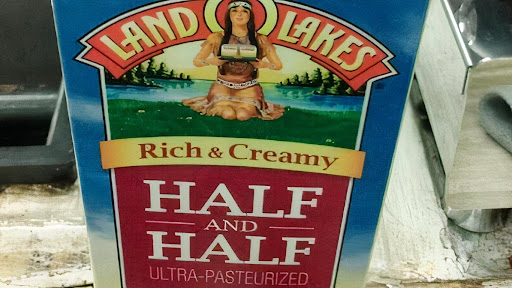 LAND O LAKES
Rich & Creamy
HALF
AND
HALF
ULTRA-PASTEURIZED